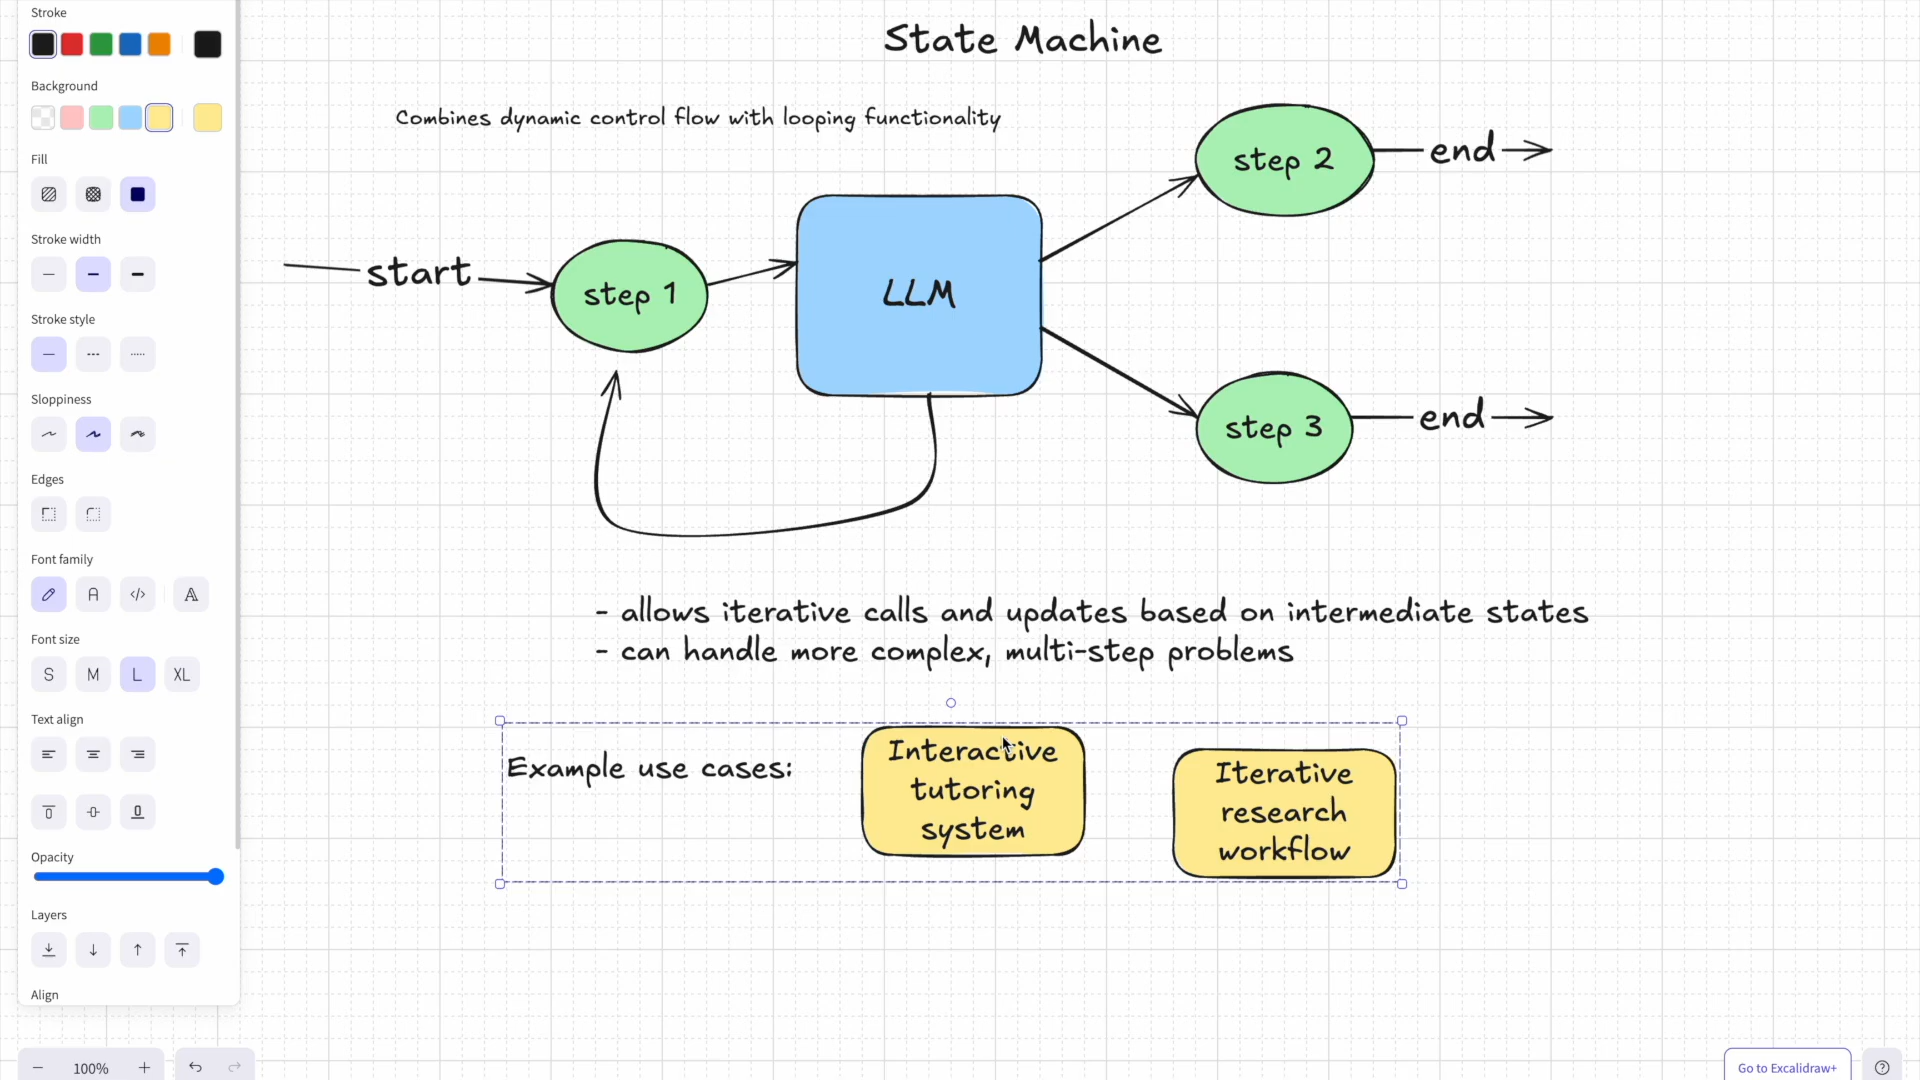 Stroke
Background
Fill
Stroke width
Stroke style
Sloppiness
Edges
Font family
Font size
S M L XL
Text align
Opacity
Layers
Align
100%
State Machine
Combines dynamic control flow with looping functionality
start
step 1
LLM
step 2
end
step 3
end
- allows iterative calls and updates based on intermediate states
- can handle more complex, multi-step problems
Example use cases:
Interactive
tutoring
system
Iterative
research
workflow
Go to Excalidraw+